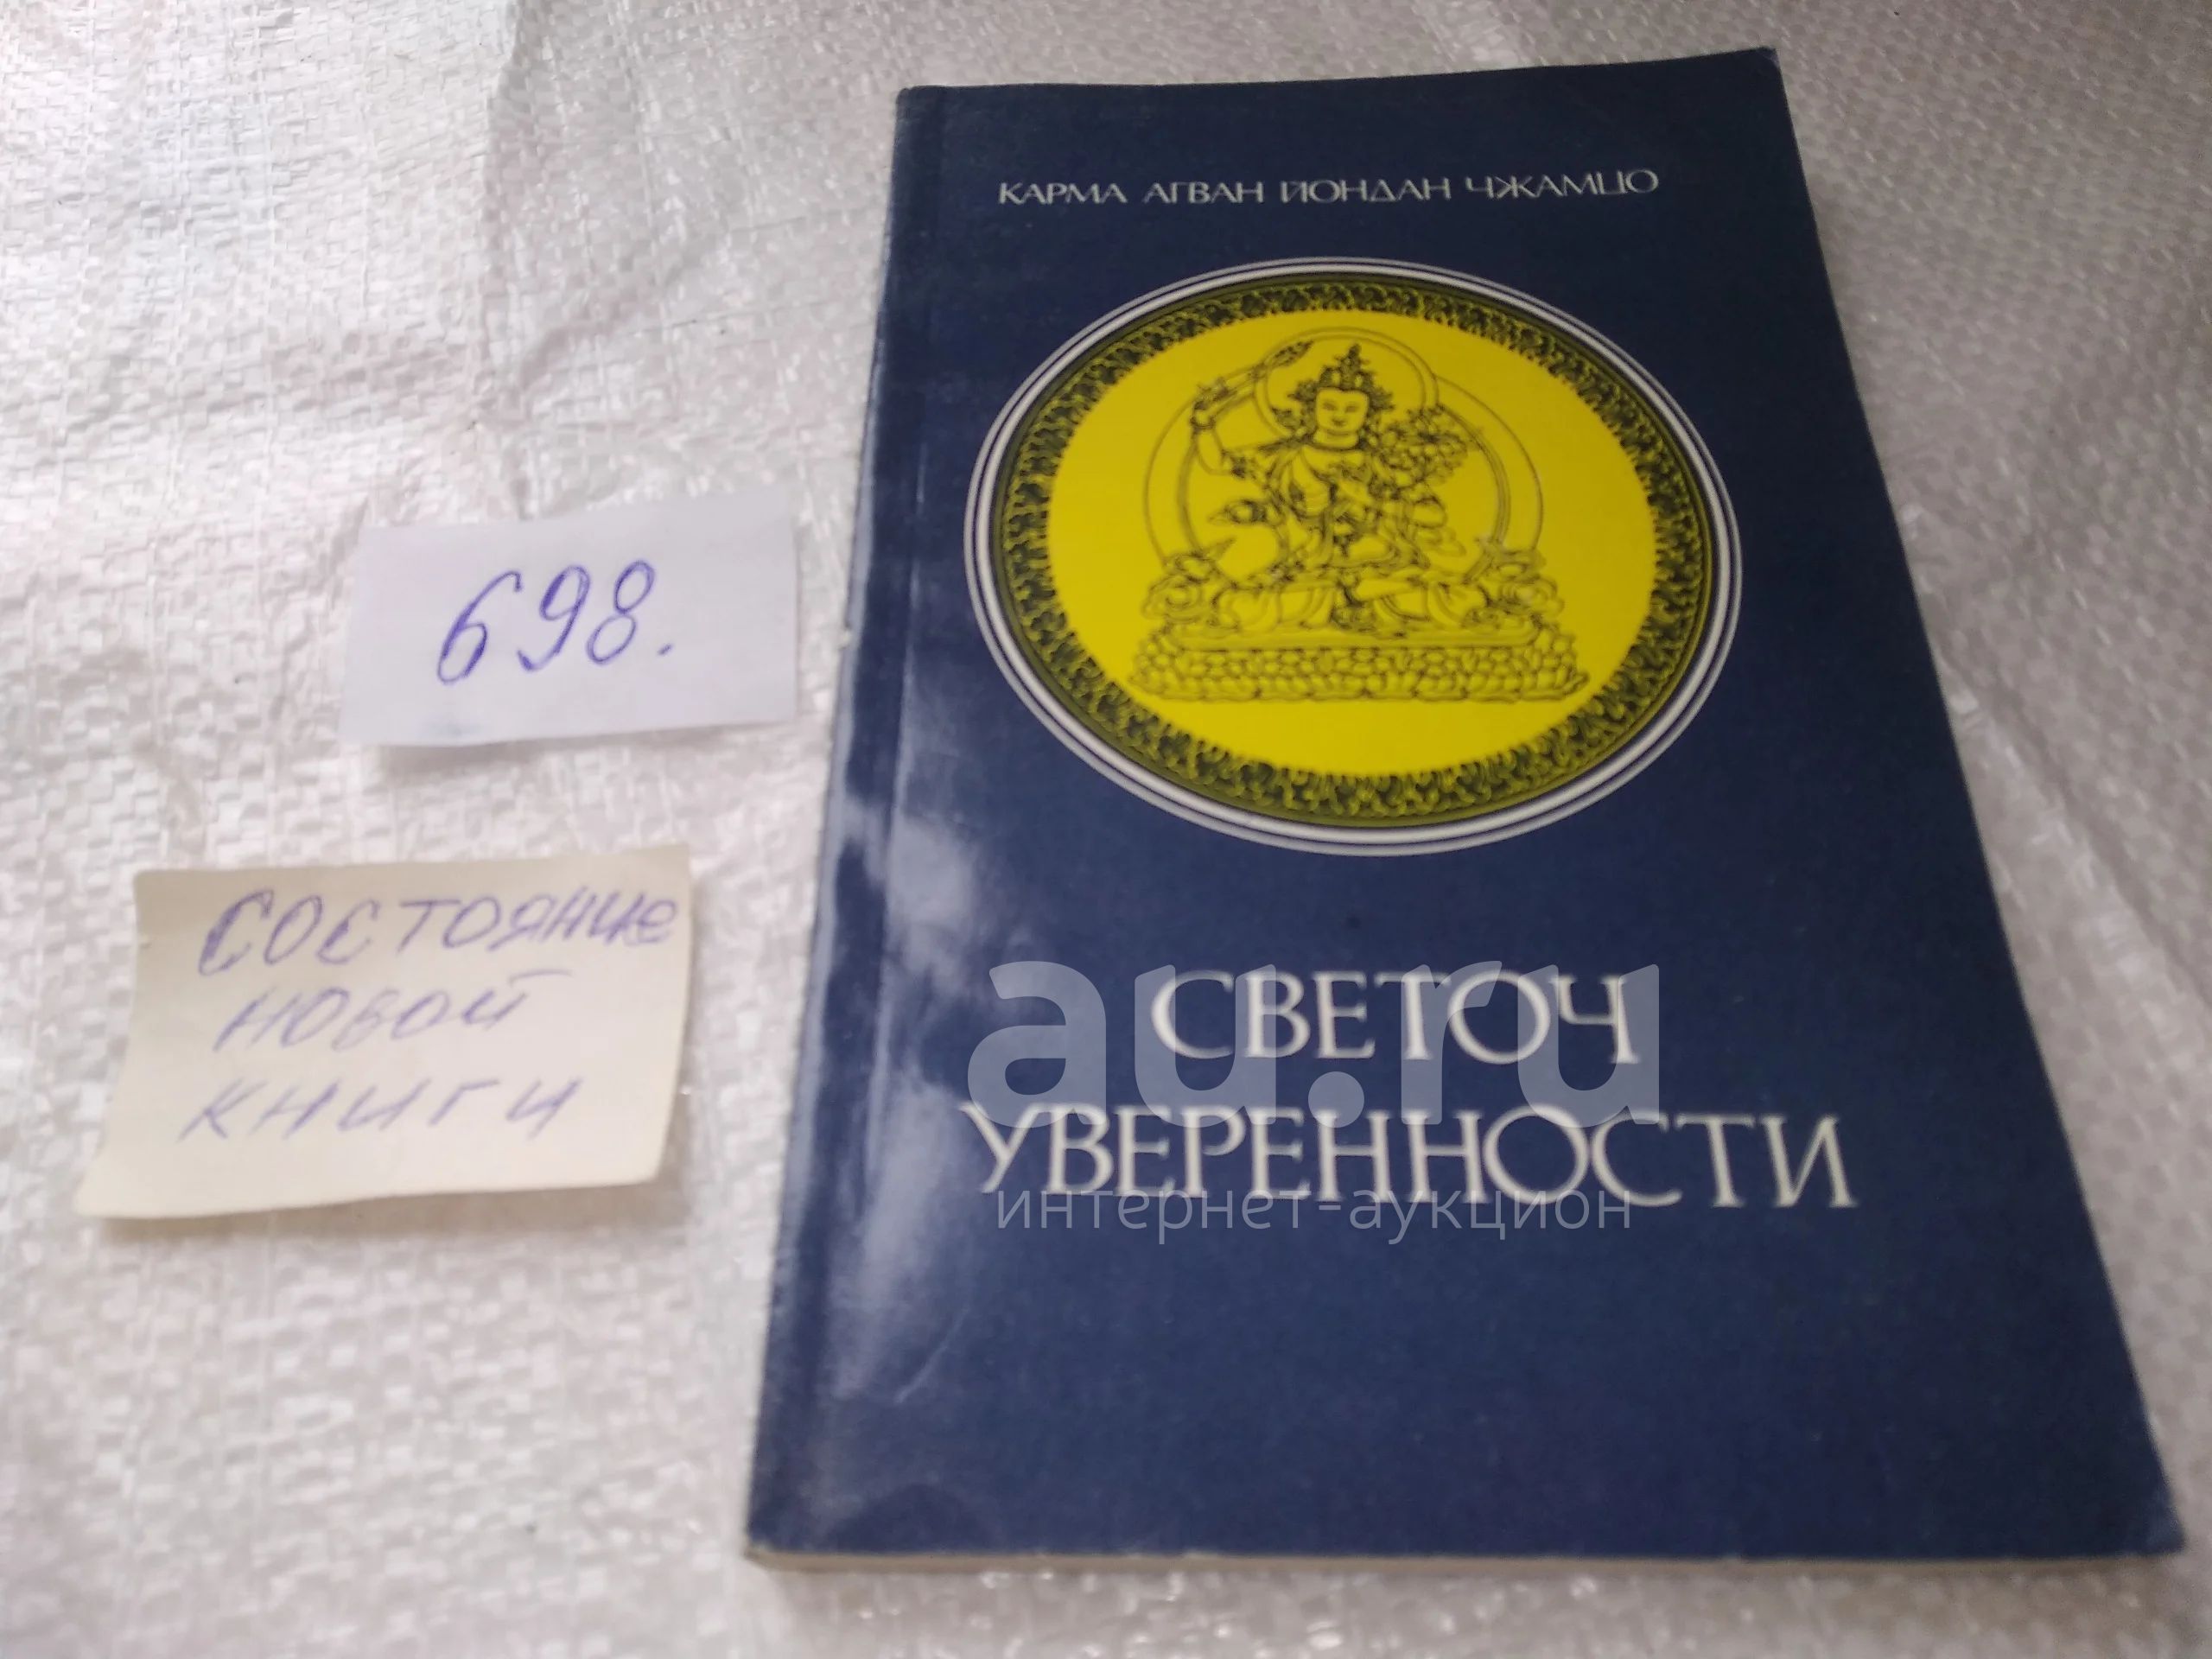 КАРМА АГВАН ЙОНДАН ЧЖАМЦО
698.
СОСТОЯНИЕ
НОВОЙ
КНИГИ
СВЕТОЧ
УВЕРЕННОСТИ
au.ru
интернет-аукцион